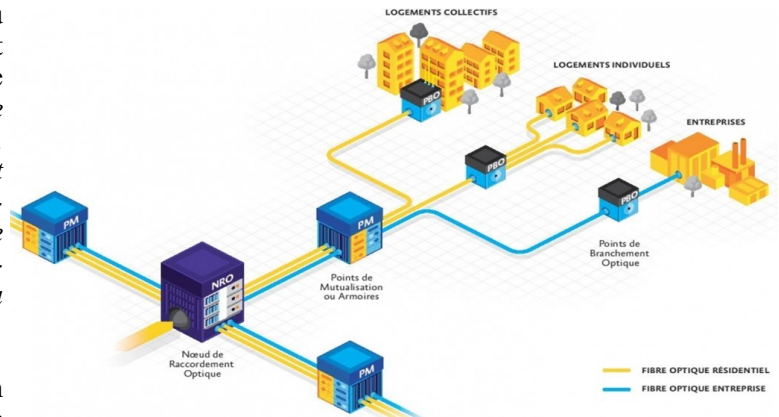 LOGEMENTS COLLECTIFS
LOGEMENTS INDIVIDUELS
ENTREPRISES
PBO
PBO
PBO
PM
PM
NRO
PM
Points de
Mutualisation
ou Armoires
Points de
Branchement
Optique
Nœud de
Raccordement
Optique
FIBRE OPTIQUE RÉSIDENTIEL
FIBRE OPTIQUE ENTREPRISE